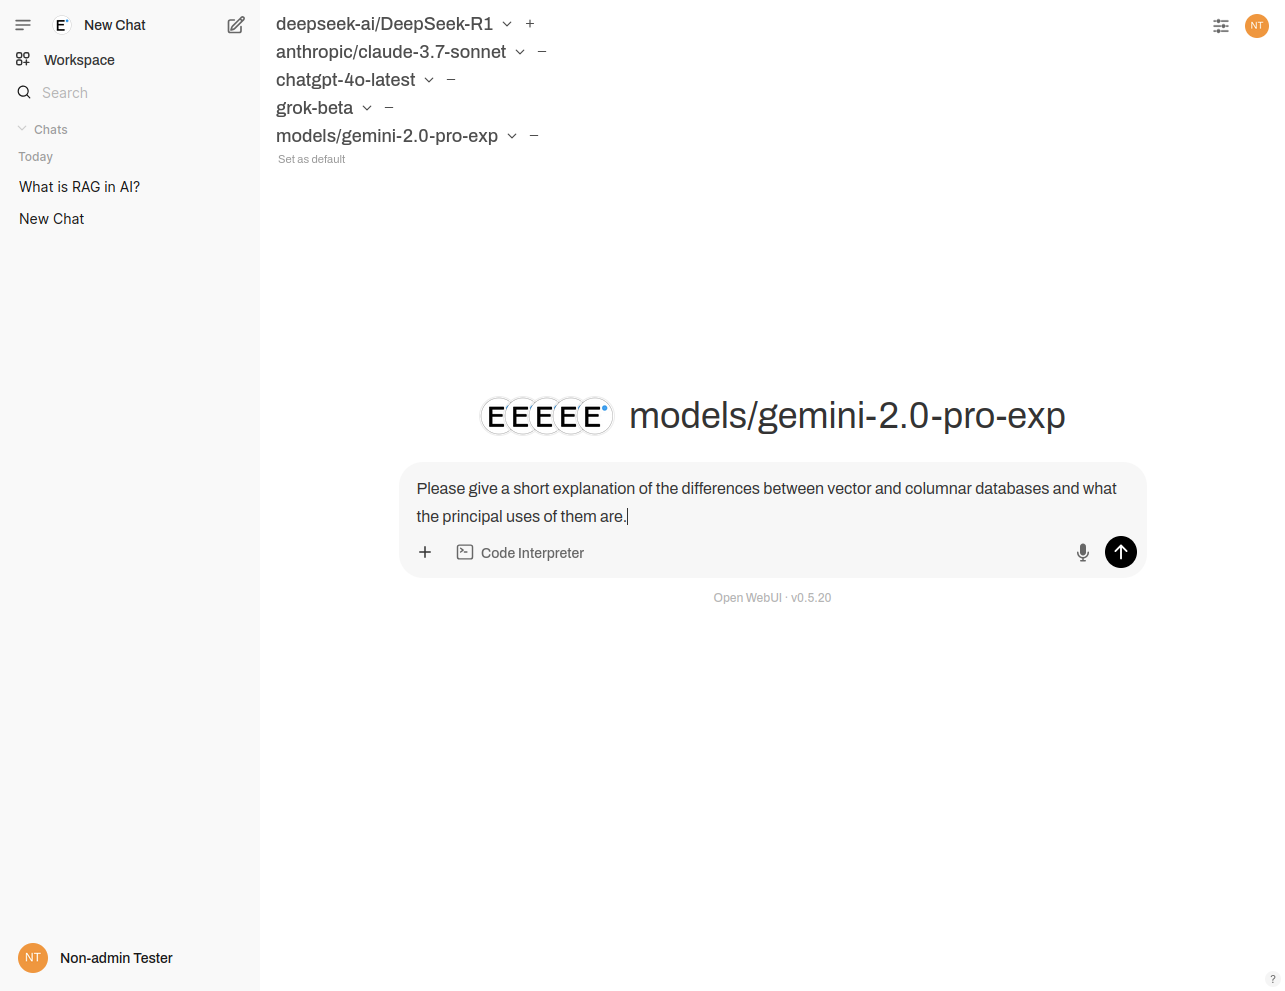 E
New Chat
Workspace
Search
Chats
Today
What is RAG in AI?
New Chat
NT
Non-admin Tester
deepseek-ai/DeepSeek-R1
anthropic/claude-3.7-sonnet
chatgpt-4o-latest
grok-beta
models/gemini-2.0-pro-exp
Set as default
NT
E E E E E models/gemini-2.0-pro-exp
Please give a short explanation of the differences between vector and columnar databases and what
the principal uses of them are.
Code Interpreter
Open WebUI · v0.5.20
?